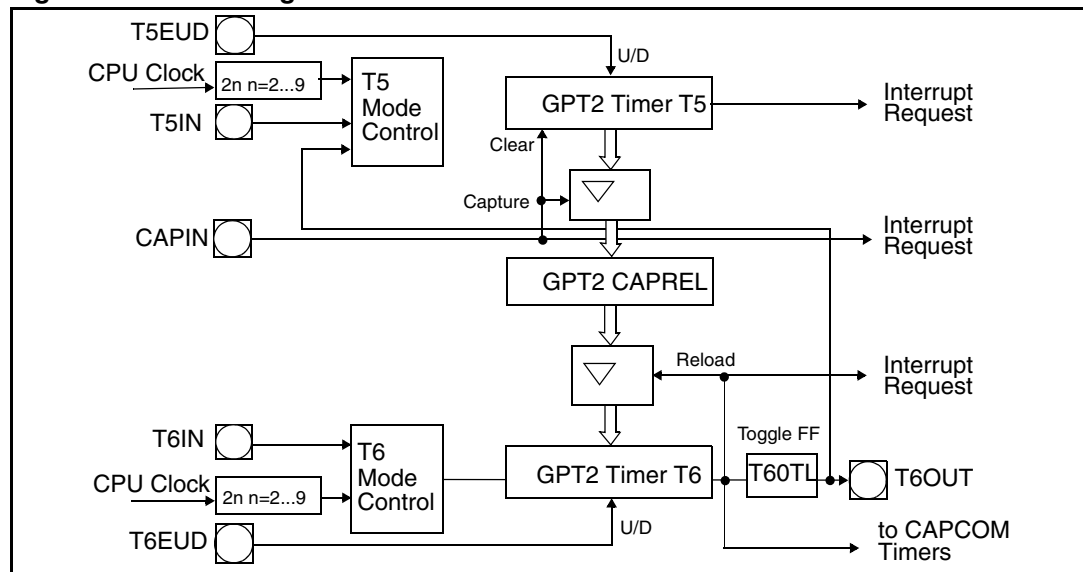 T5EUD
U/D
CPU Clock
2n n=2...9
T5
Mode
Control
GPT2 Timer T5
Interrupt
Request
T5IN
Clear
Capture
CAPIN
Interrupt
Request
GPT2 CAPREL
Reload
Interrupt
Request
T6IN
T6
Mode
Control
Toggle FF
GPT2 Timer T6
T60TL
T6OUT
CPU Clock
2n n=2...9
U/D
T6EUD
to CAPCOM
Timers